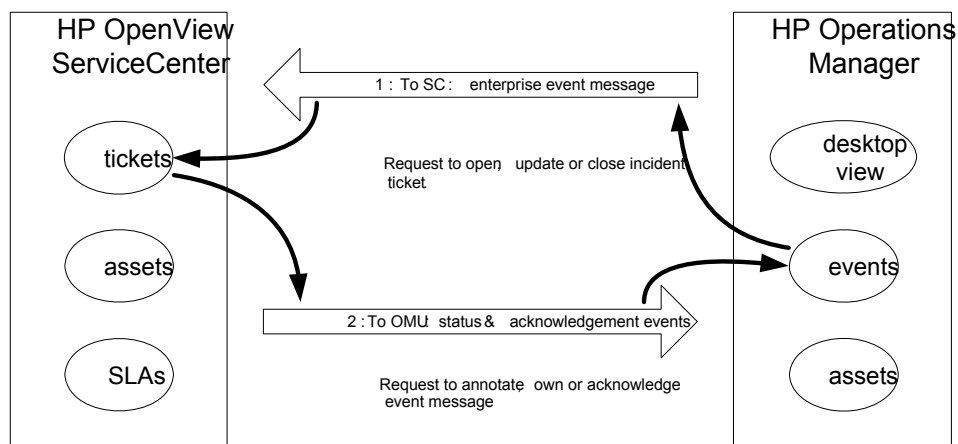 HP OpenView
ServiceCenter
HP Operations
Manager
1 : To SC : enterprise event message
tickets
Request to open, update or close incident
ticket.
desktop
view
assets
events
2 : To OMU: status & acknowledgement events
SLAs
Request to annotate, own or acknowledge
event message
assets